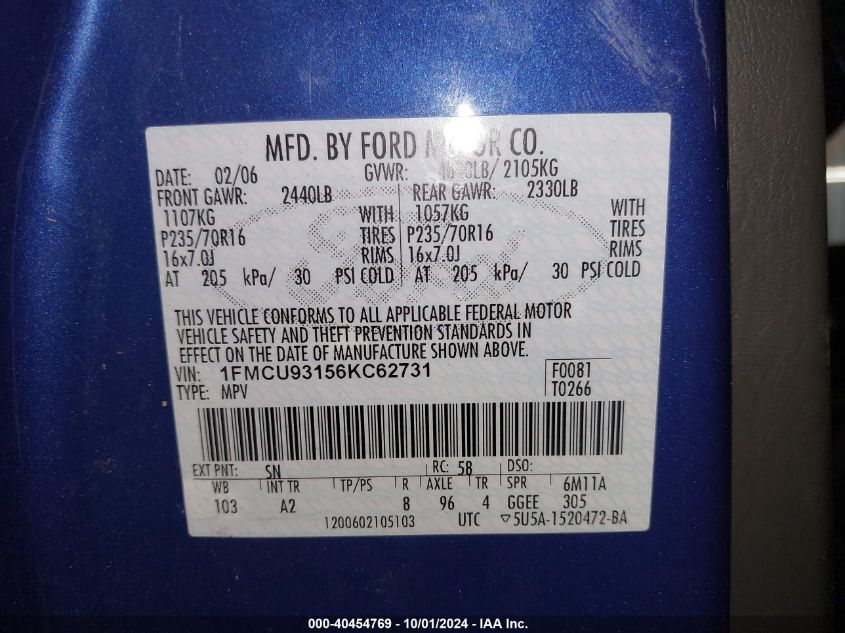 MFD. BY FORD MOTOR CO.
DATE: 02/06 GVWR: LB/ 2105KG
FRONT GAWR: 2440LB REAR GAWR: 2330LB
1107KG WITH 1057KG WITH
P235/70R16 TIRES P235/70R16 TIRES
16x7.0J RIMS 16x7.0J RIMS
AT 205 kPa/ 30 PSI COLD AT 205 kPa/ 30 PSI COLD
THIS VEHICLE CONFORMS TO ALL APPLICABLE FEDERAL MOTOR
VEHICLE SAFETY AND THEFT PREVENTION STANDARDS IN
EFFECT ON THE DATE OF MANUFACTURE SHOWN ABOVE.
VIN: 1FMCU93156KC62731 F0081
TYPE: MPV T0266
EXT PNT: SN RC: 58 DSO:
WB INT TR TP/PS R AXLE TR SPR 6M11A
103 A2 8 96 4 GGEE 305
1200602105103 UTC ▽5U5A-1520472-BA
000-40454769 - 10/01/2024 - IAA Inc.